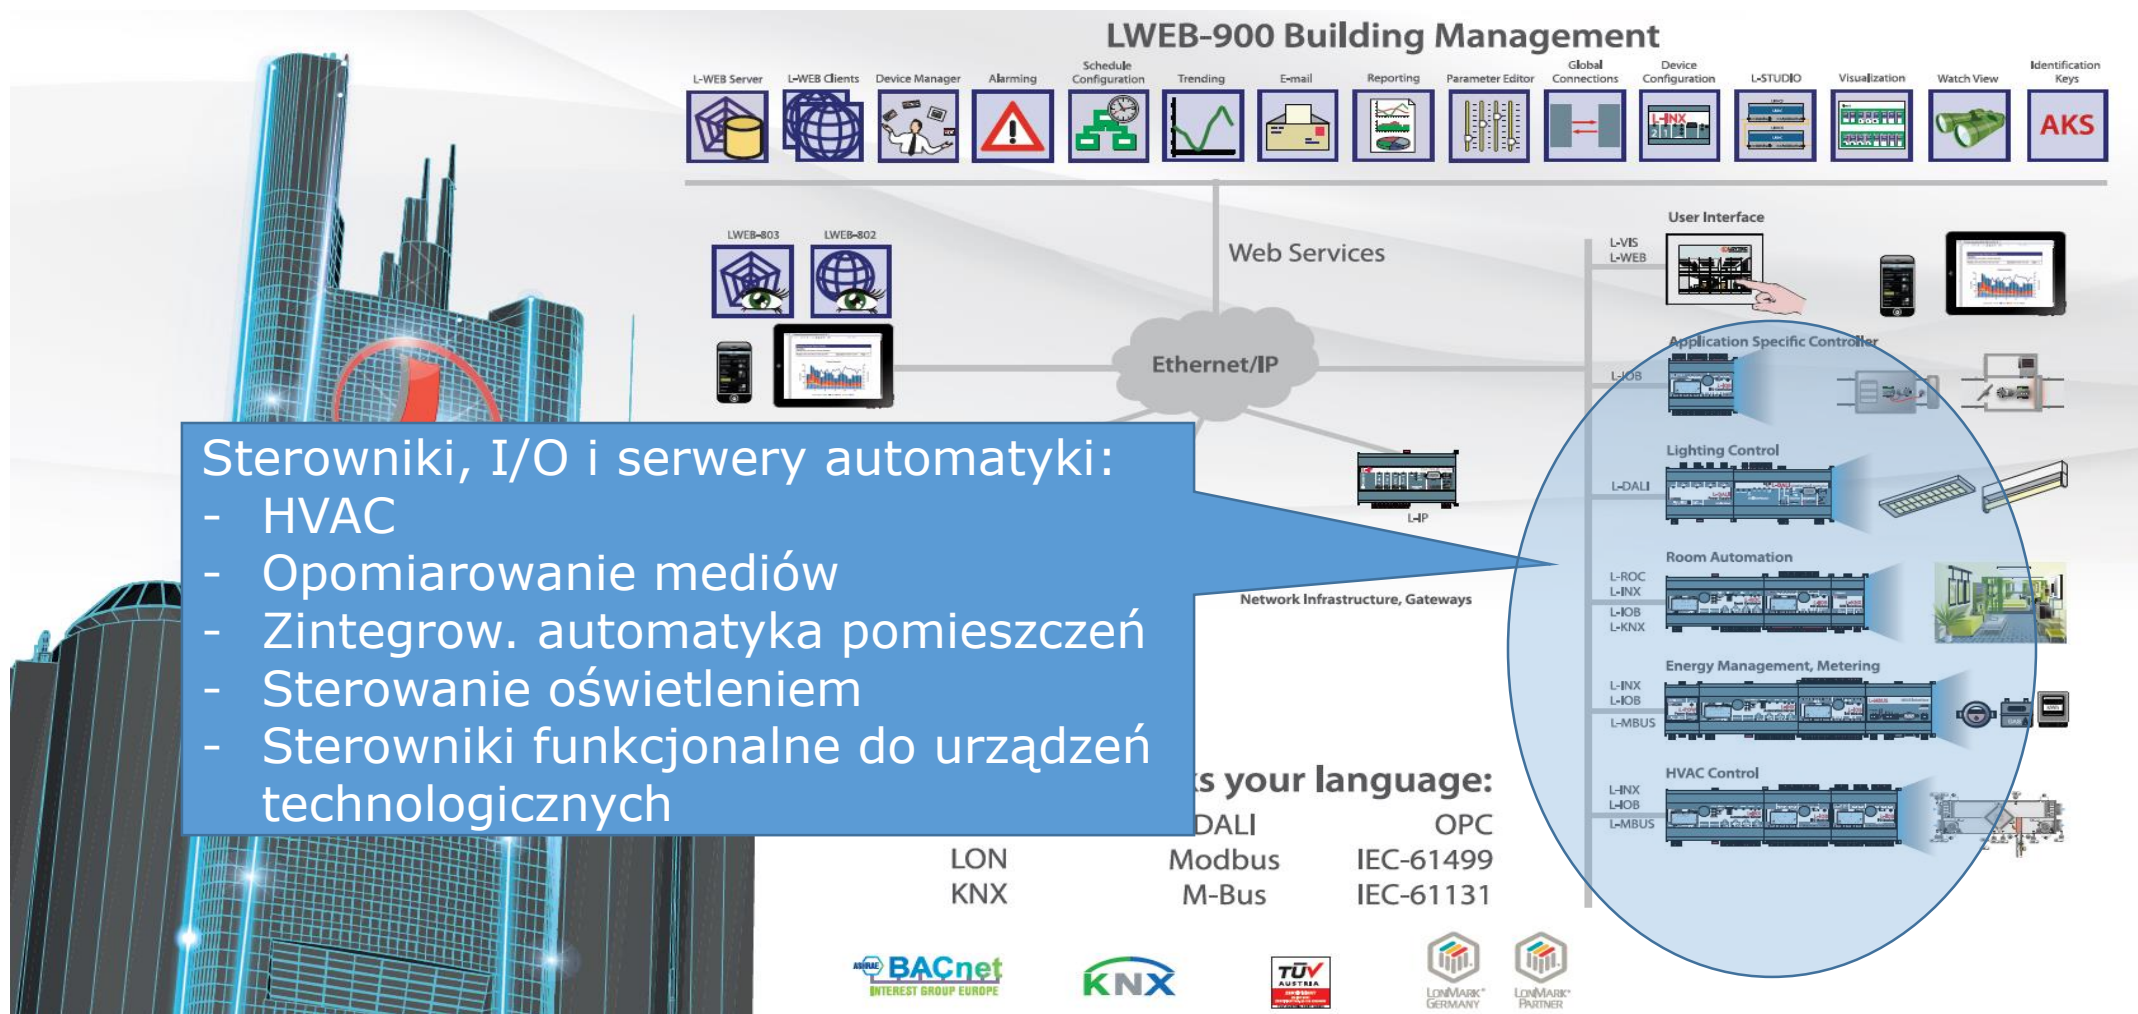 LWEB-900 Building Management
L-WEB Server
L-WEB Clients
Device Manager
Alarming
Schedule
Configuration
Trending
E-mail
Reporting
Parameter Editor
Global
Connections
Device
Configuration
L-STUDIO
Visualization
Watch View
Identification
Keys
L-INX
AKS
LWEB-803
LWEB-802
Web Services
Ethernet/IP
User Interface
L-VIS
L-WEB
Application Specific Controller
L-IOB
Lighting Control
L-DALI
Room Automation
L-ROC
L-INX
L-IOB
L-KNX
Energy Management, Metering
L-INX
L-IOB
L-MBUS
HVAC Control
L-INX
L-IOB
L-MBUS
L-IP
Network Infrastructure, Gateways
Sterowniki, I/O i serwery automatyki:
- HVAC
- Opomiarowanie mediów
- Zintegrow. automatyka pomieszczeń
- Sterowanie oświetleniem
- Sterowniki funkcjonalne do urządzeń
technologicznych
s your language:
DALI OPC
LON Modbus IEC-61499
KNX M-Bus IEC-61131
ASHRAE BACnet
INTEREST GROUP EUROPE
KNX
TÜV
AUSTRIA
LONMARK®
GERMANY
LONMARK®
PARTNER